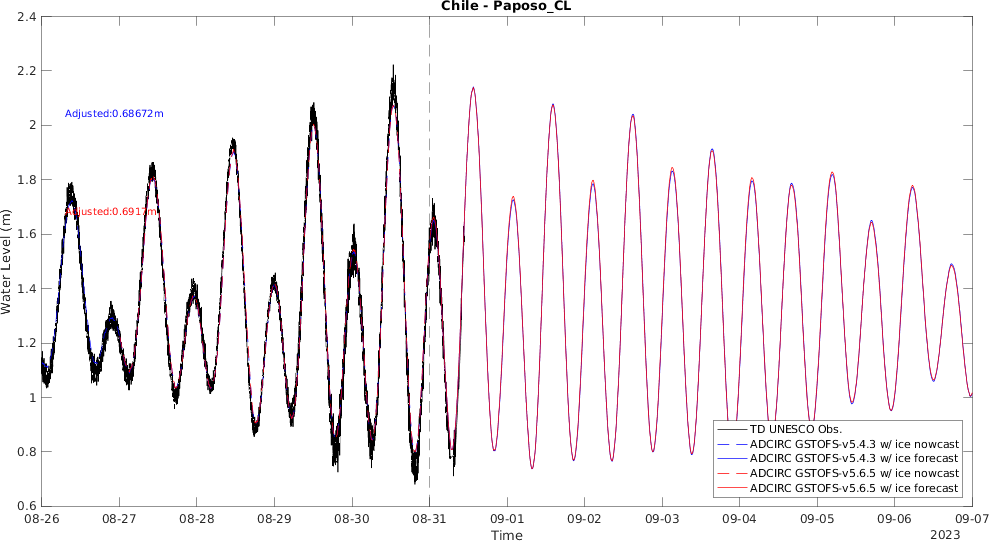 Chile - Paposo_CL
2.4
2.2
2
1.8
1.6
1.4
1.2
1
0.8
0.6
Water Level (m)
Adjusted:0.68672m
Adjusted:0.6917m
TD UNESCO Obs.
ADCIRC GSTOFS-v5.4.3 w/ ice nowcast
ADCIRC GSTOFS-v5.4.3 w/ ice forecast
ADCIRC GSTOFS-v5.6.5 w/ ice nowcast
ADCIRC GSTOFS-v5.6.5 w/ ice forecast
08-26 08-27 08-28 08-29 08-30 08-31 09-01 09-02 09-03 09-04 09-05 09-06 09-07
Time
2023